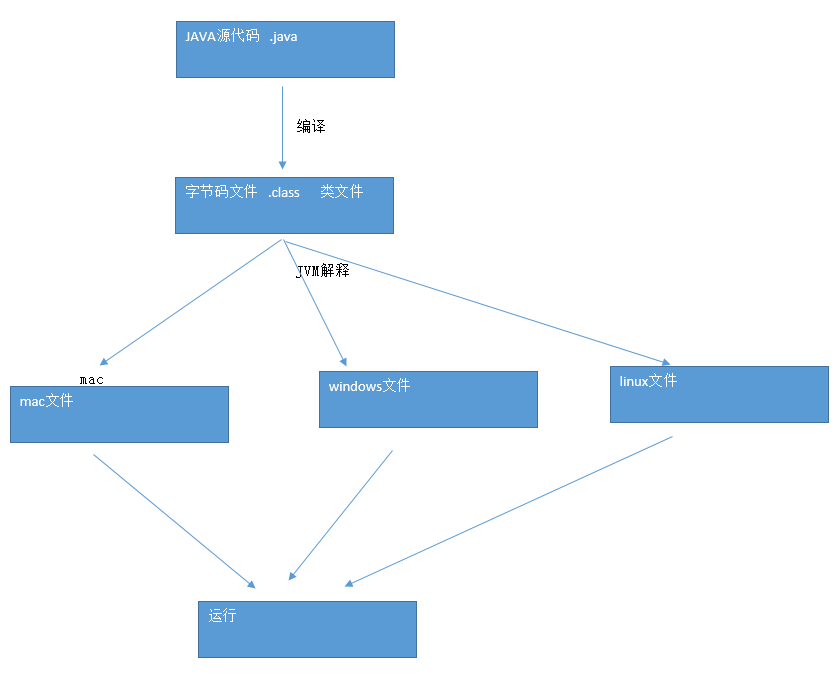 JAVA源代码 .java
编译
字节码文件 .class 类文件
JVM解释
mac
mac文件
windows文件
linux文件
运行